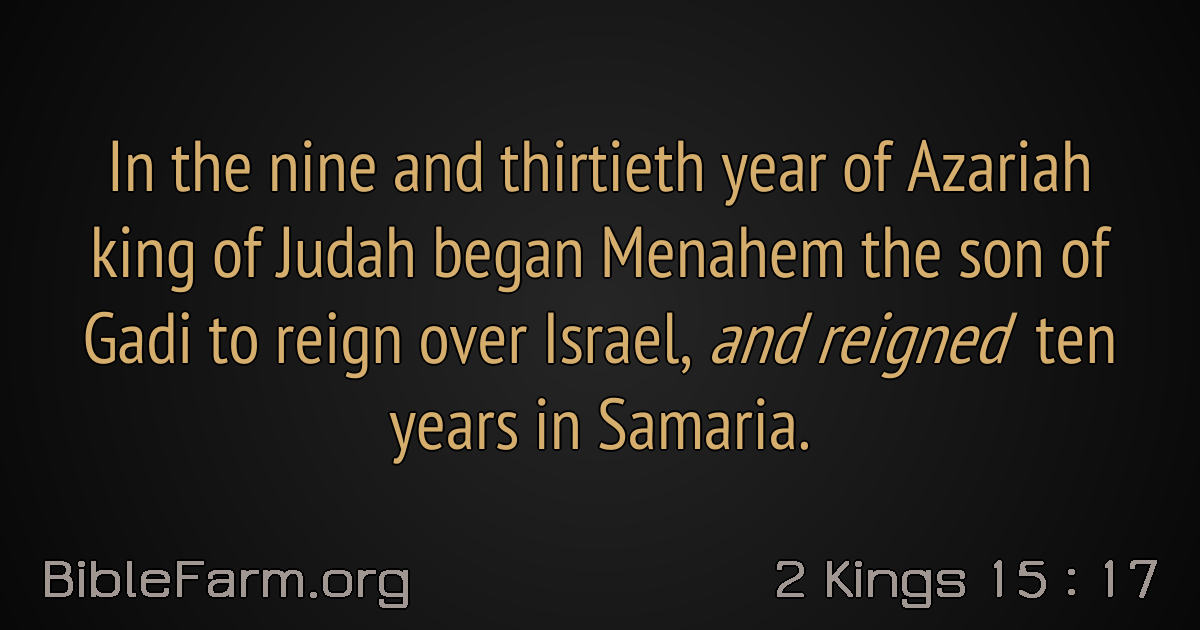 In the nine and thirtieth year of Azariah
king of Judah began Menahem the son of
Gadi to reign over Israel, and reigned ten
years in Samaria.
BibleFarm.org
2 Kings 15 : 17